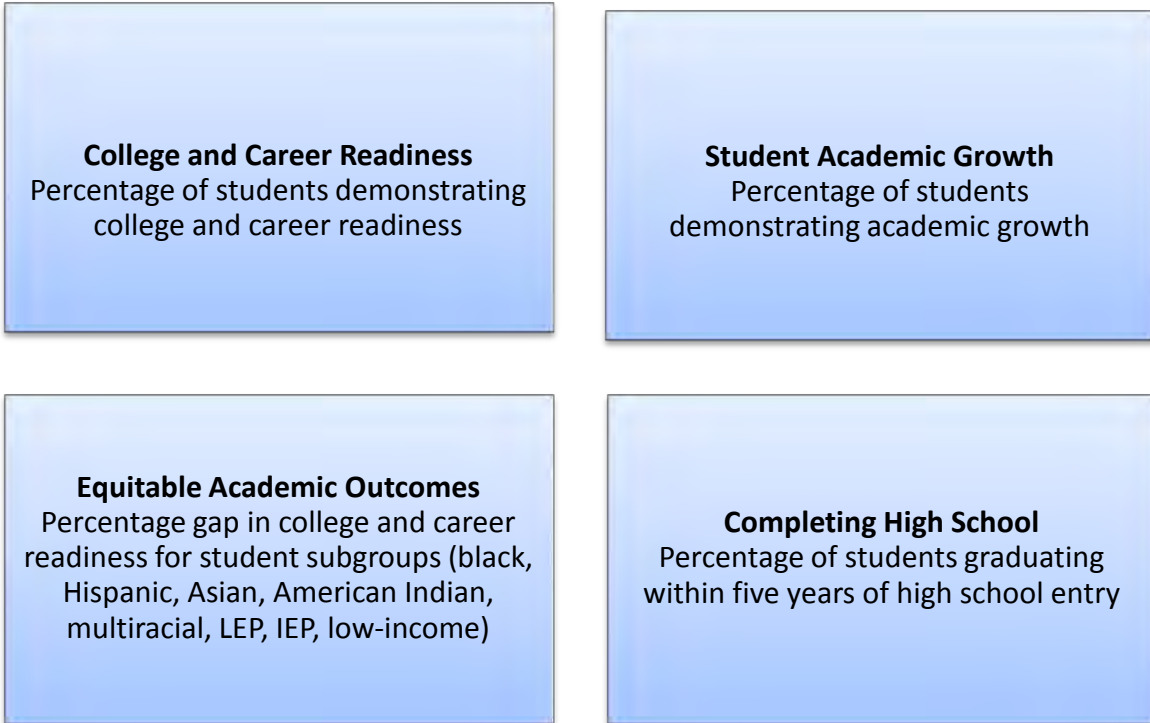 College and Career Readiness
Percentage of students demonstrating
college and career readiness
Student Academic Growth
Percentage of students
demonstrating academic growth
Equitable Academic Outcomes
Percentage gap in college and career
readiness for student subgroups (black,
Hispanic, Asian, American Indian,
multiracial, LEP, IEP, low-income)
Completing High School
Percentage of students graduating
within five years of high school entry